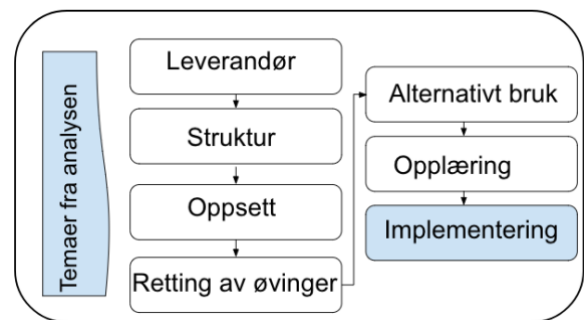 Temaer fra analysen
Leverandør
Struktur
Oppsett
Retting av øvinger
Alternativt bruk
Opplæring
Implementering